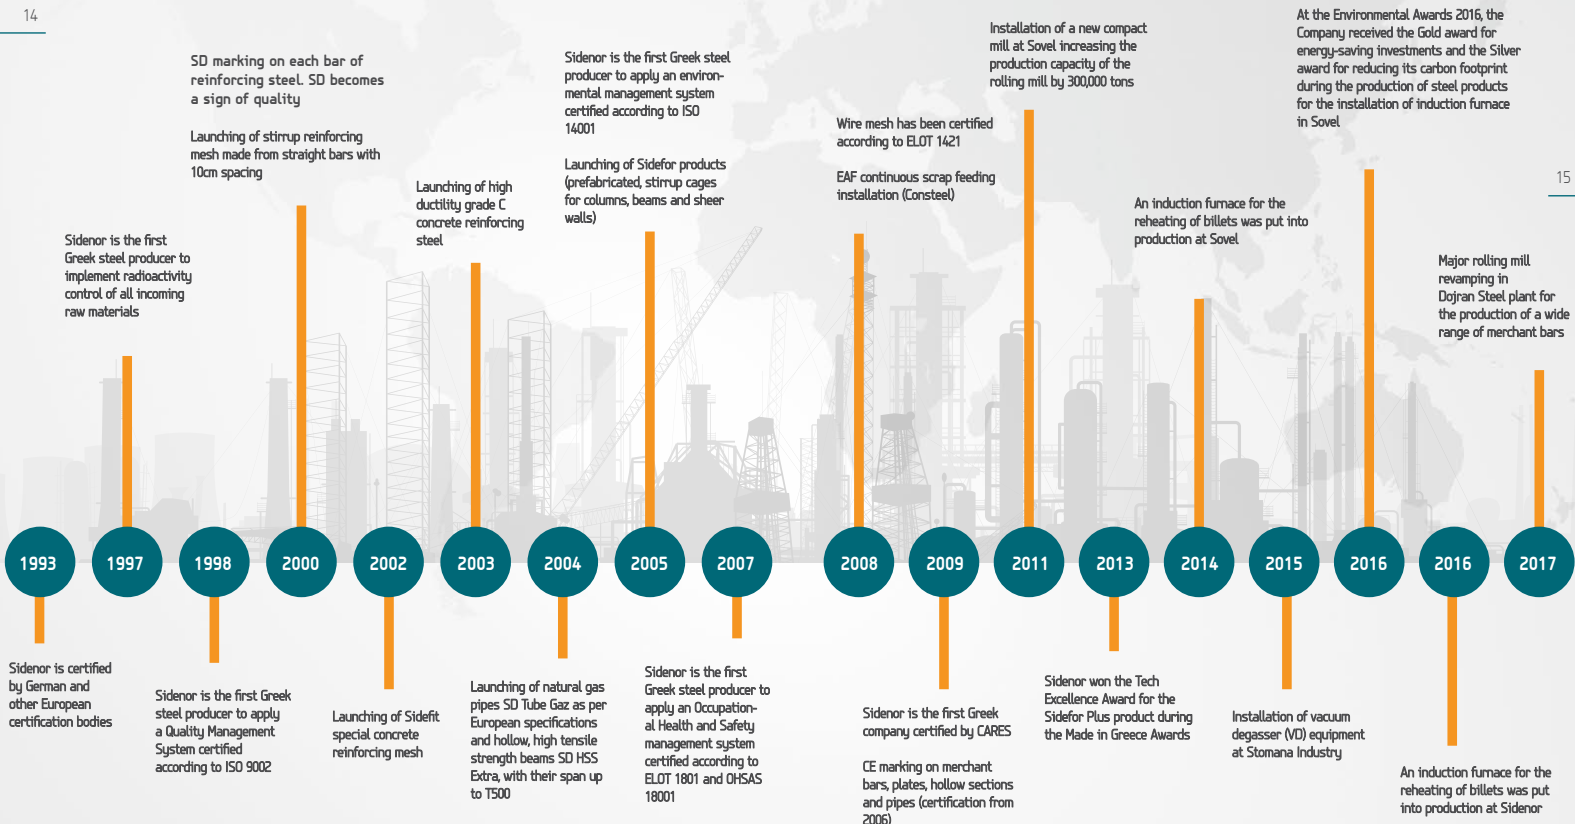 14
SD marking on each bar of
reinforcing steel. SD becomes
a sign of quality
Launching of stirrup reinforcing
mesh made from straight bars with
10cm spacing
Sidenor is the first
Greek steel producer to
implement radioactivity
control of all incoming
raw materials
Launching of high
ductility grade C
concrete reinforcing
steel
Sidenor is the first Greek steel
producer to apply an environ-
mental management system
certified according to ISO
14001
Launching of Sidefor products
(prefabricated, stirrup cages
for columns, beams and sheer
walls)
Wire mesh has been certified
according to ELOT 1421
EAF continuous scrap feeding
installation (Consteel)
Installation of a new compact
mill at Sovel increasing the
production capacity of the
rolling mill by 300,000 tons
An induction furnace for the
reheating of billets was put into
production at Sovel
At the Environmental Awards 2016, the
Company received the Gold award for
energy-saving investments and the Silver
award for reducing its carbon footprint
during the production of steel products
for the installation of induction furnace
in Sovel
15
Major rolling mill
revamping in
Dojran Steel plant for
the production of a wide
range of merchant bars
1993
1997
1998
2000
2002
2003
2004
2005
2007
2008
2009
2011
2013
2014
2015
2016
2016
2017
Sidenor is certified
by German and
other European
certification bodies
Sidenor is the first Greek
steel producer to apply
a Quality Management
System certified
according to ISO 9002
Launching of Sidefit
special concrete
reinforcing mesh
Launching of natural gas
pipes SD Tube Gaz as per
European specifications
and hollow, high tensile
strength beams SD HSS
Extra, with their span up
to T500
Sidenor is the first
Greek steel producer to
apply an Occupation-
al Health and Safety
management system
certified according to
ELOT 1801 and OHSAS
18001
Sidenor is the first Greek
company certified by CARES
CE marking on merchant
bars, plates, hollow sections
and pipes (certification from
2006)
Sidenor won the Tech
Excellence Award for the
Sidefor Plus product during
the Made in Greece Awards
Installation of vacuum
degasser (VD) equipment
at Stomana Industry
An induction furnace for the
reheating of billets was put
into production at Sidenor